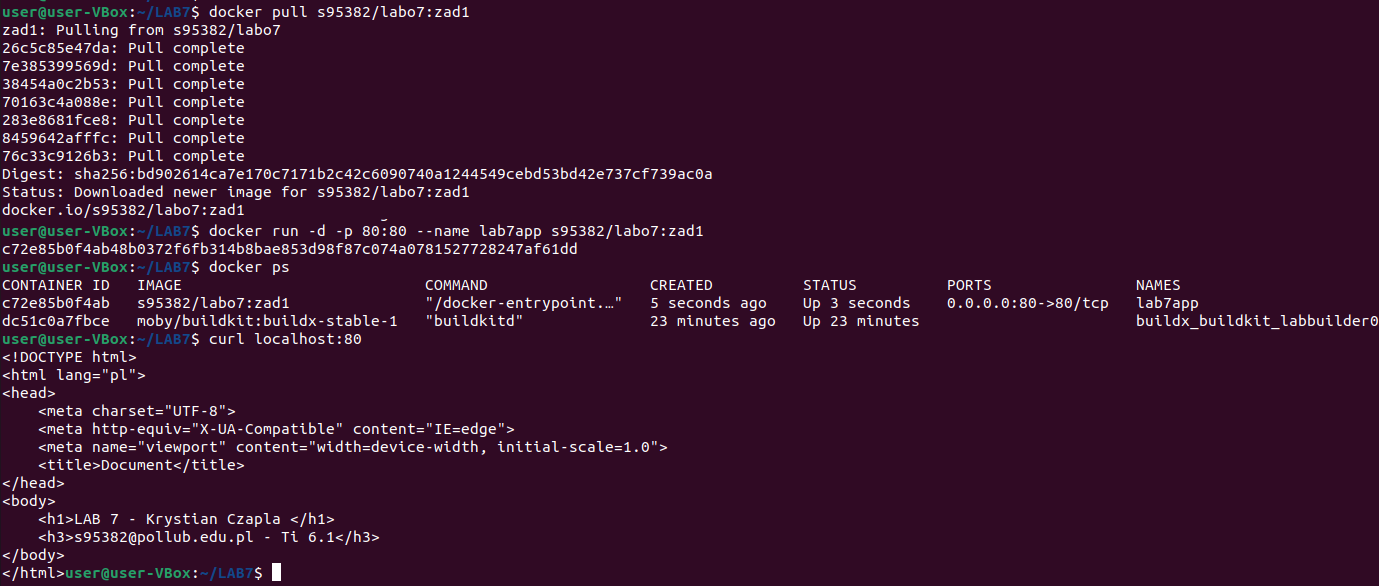 user@user-VBox:~/LAB7$ docker pull s95382/labo7:zad1
zad1: Pulling from s95382/labo7
26c5c85e47da: Pull complete
7e385399569d: Pull complete
38454a0c2b53: Pull complete
70163c4a088e: Pull complete
283e8681fce8: Pull complete
8459642afffc: Pull complete
76c33c9126b3: Pull complete
Digest: sha256:bd902614ca7e170c7171b2c42c6090740a1244549cebd53bd42e737cf739ac0a
Status: Downloaded newer image for s95382/labo7:zad1
docker.io/s95382/labo7:zad1
user@user-VBox:~/LAB7$ docker run -d -p 80:80 --name lab7app s95382/labo7:zad1
c72e85b0f4ab48b0372f6fb314b8bae853d98f87c074a0781527728247af61dd
user@user-VBox:~/LAB7$ docker ps
CONTAINER ID   IMAGE                           COMMAND                  CREATED          STATUS          PORTS                NAMES
c72e85b0f4ab   s95382/labo7:zad1               "/docker-entrypoint.…"   5 seconds ago    Up 3 seconds    0.0.0.0:80->80/tcp   lab7app
dc51c0a7fbce   moby/buildkit:buildx-stable-1   "buildkitd"              23 minutes ago   Up 23 minutes                        buildx_buildkit_labbuilder0
user@user-VBox:~/LAB7$ curl localhost:80
<!DOCTYPE html>
<html lang="pl">
<head>
    <meta charset="UTF-8">
    <meta http-equiv="X-UA-Compatible" content="IE=edge">
    <meta name="viewport" content="width=device-width, initial-scale=1.0">
    <title>Document</title>
</head>
<body>
    <h1>LAB 7 - Krystian Czapla </h1>
    <h3>s95382@pollub.edu.pl - Ti 6.1</h3>
</body>
</html>user@user-VBox:~/LAB7$